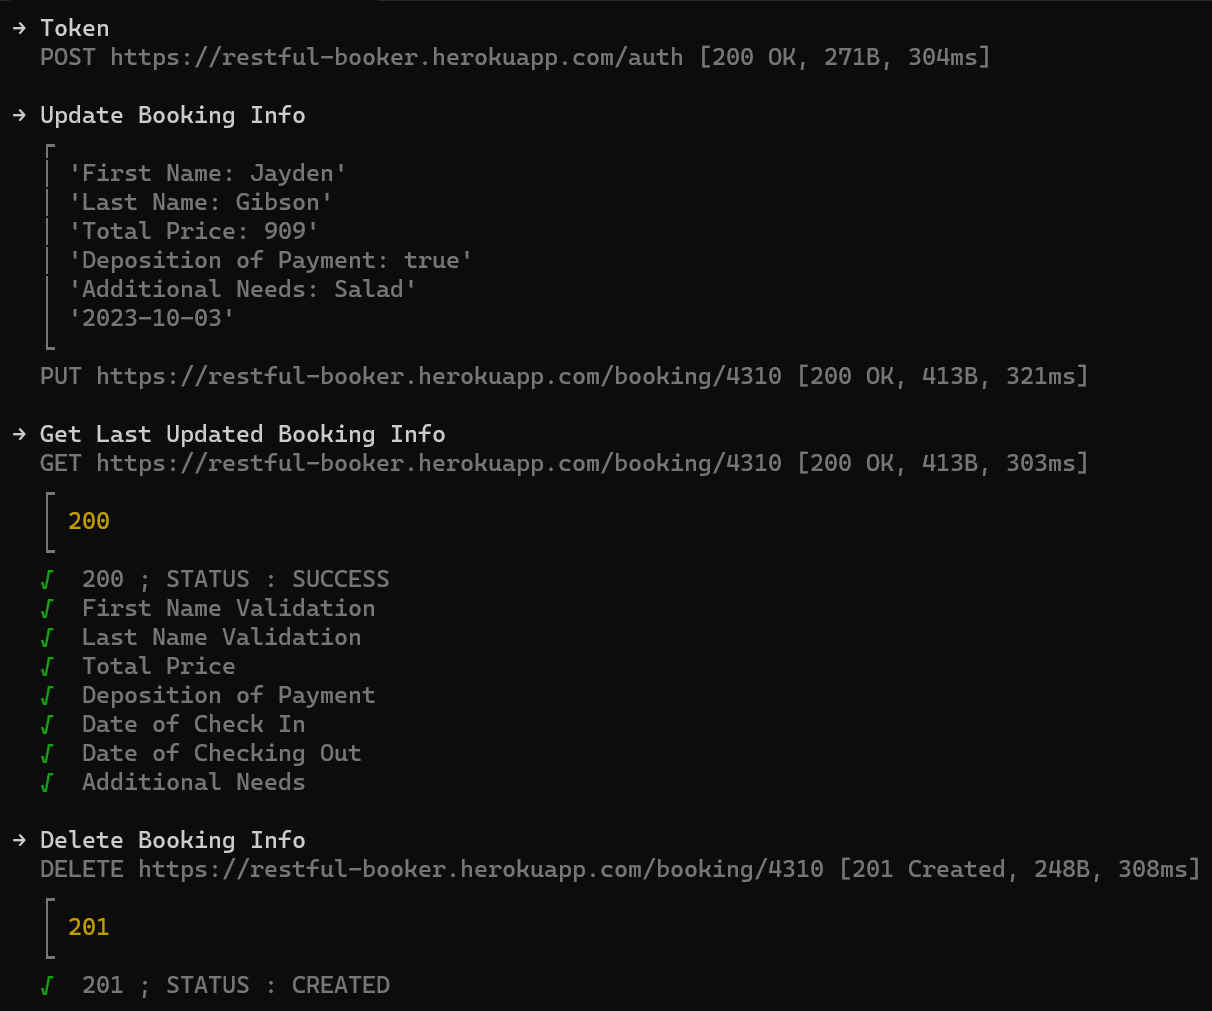 → Token
POST https://restful-booker.herokuapp.com/auth [200 OK, 271B, 304ms]
→ Update Booking Info
'First Name: Jayden'
'Last Name: Gibson'
'Total Price: 909'
'Deposition of Payment: true'
'Additional Needs: Salad'
'2023-10-03'
PUT https://restful-booker.herokuapp.com/booking/4310 [200 OK, 413B, 321ms]
→ Get Last Updated Booking Info
GET https://restful-booker.herokuapp.com/booking/4310 [200 OK, 413B, 303ms]
200
√ 200 ; STATUS : SUCCESS
√ First Name Validation
√ Last Name Validation
√ Total Price
√ Deposition of Payment
√ Date of Check In
√ Date of Checking Out
√ Additional Needs
→ Delete Booking Info
DELETE https://restful-booker.herokuapp.com/booking/4310 [201 Created, 248B, 308ms]
201
√ 201 ; STATUS : CREATED